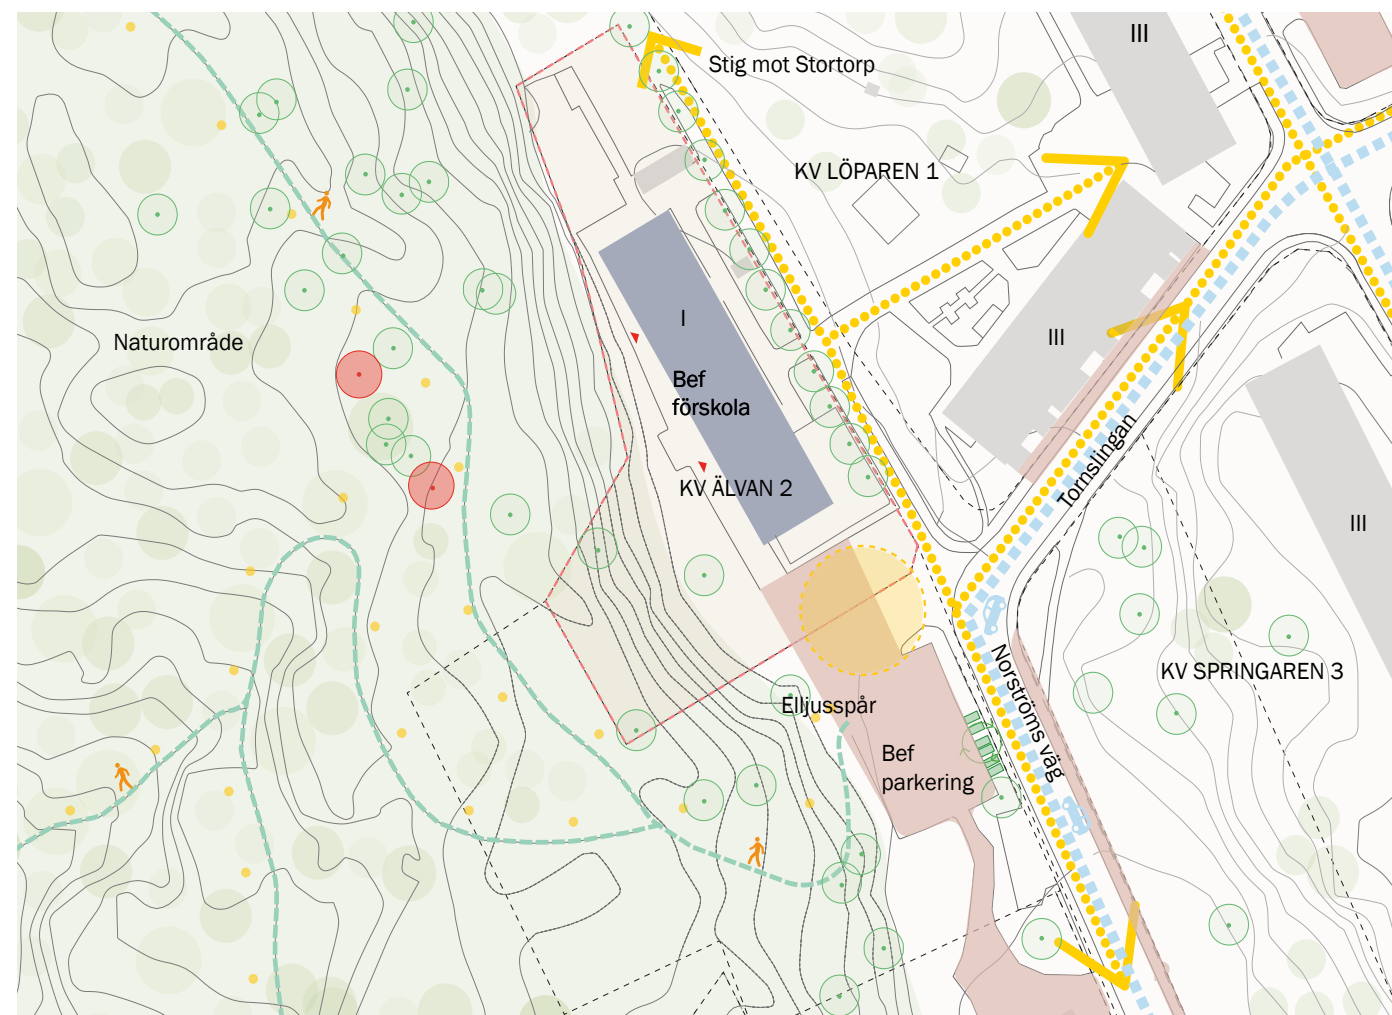 III
Stig mot Stortorp
KV LÖPAREN 1
I
III
Naturområde
Bef
förskola
Tornslingan
KV ÄLVAN 2
III
Norströms väg
KV SPRINGAREN 3
Elljusspår
Bef
parkering